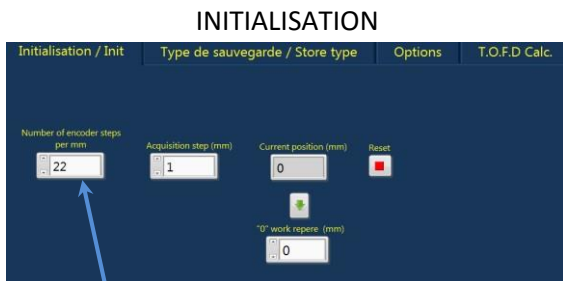 INITIALISATION
Initialisation / Init Type de sauvegarde / Store type Options T.O.F.D Calc.
Number of encoder steps
per mm
Acquisition step (mm) Current position (mm) Reset
22 1 0
"0" work repere (mm)
0